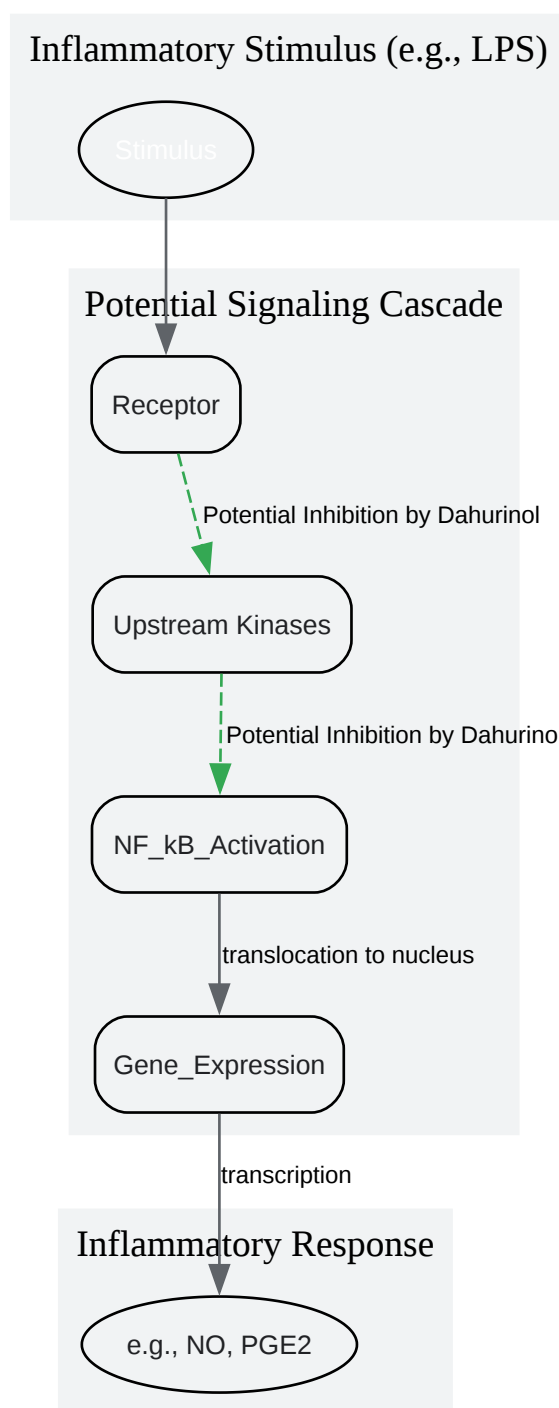 Inflammatory Stimulus (e.g., LPS)
Stimulus
Potential Signaling Cascade
Receptor
Potential Inhibition by Dahurinol
Upstream Kinases
Potential Inhibition by Dahurino
NF_kB_Activation
translocation to nucleus
Gene_Expression
transcription
Inflammatory Response
e.g., NO, PGE2